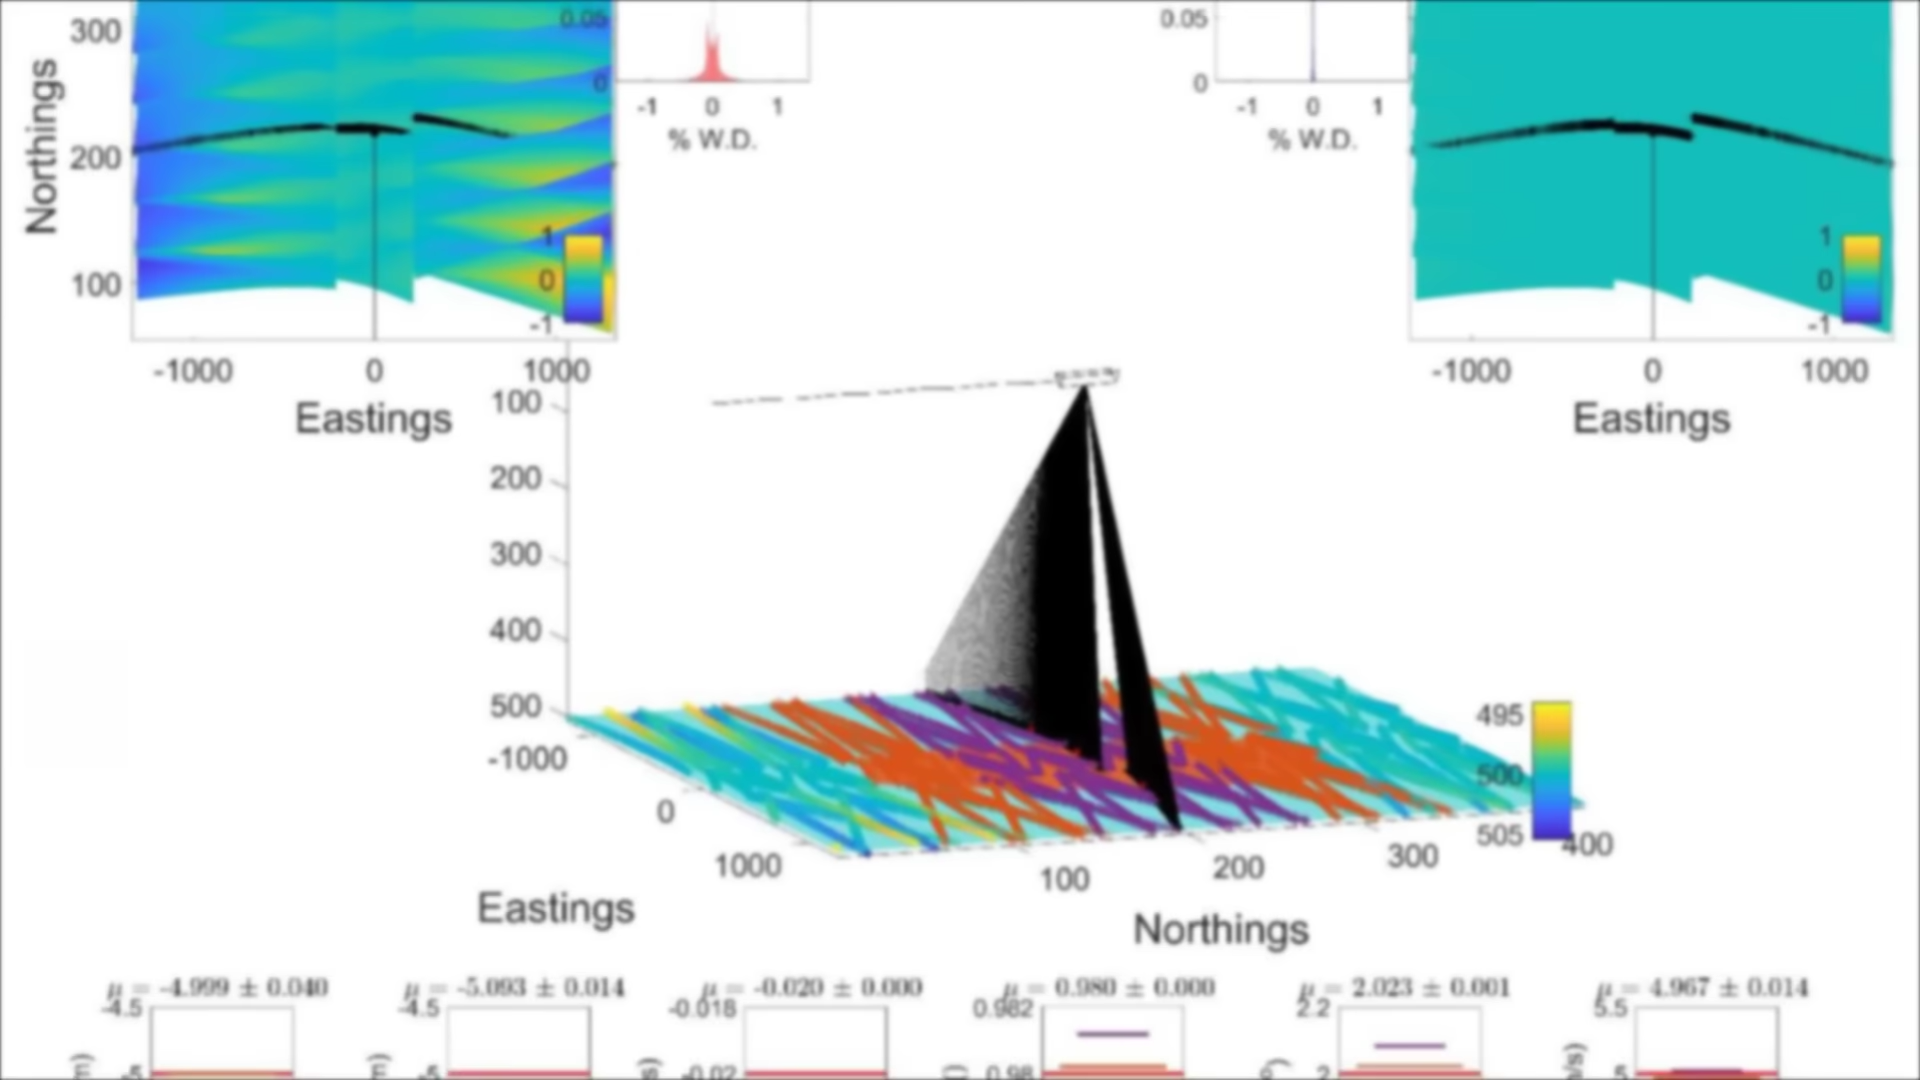 300
200
100
Northings
-1000 0 1000
Eastings
1
0
-1
0.05
0
-1 0 1
% W.D.
0.05
0
-1 0 1
% W.D.
1
0
-1
-1000 0 1000
Eastings
100
200
300
400
500
-1000
0
1000
Eastings
100
200
300
400
Northings
495
500
505
μ = -4.999 ± 0.040
-4.5
-5
m)
μ = -5.093 ± 0.014
-4.5
-5
m)
μ = -0.020 ± 0.000
-0.018
-0.02
s)
μ = 0.980 ± 0.000
0.982
0.98
()
μ = 2.023 ± 0.001
2.2
2
°)
μ = 4.967 ± 0.014
5.5
5
/s)